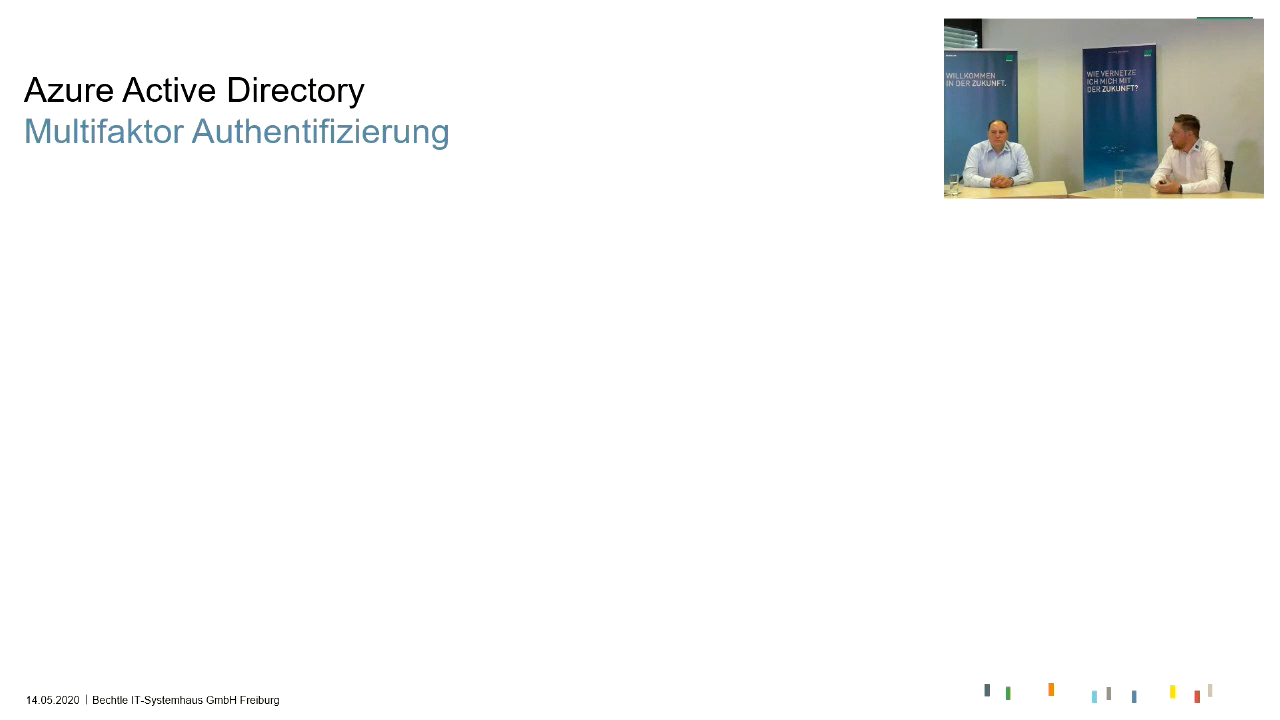 Azure Active Directory
Multifaktor Authentifizierung
WILLKOMMEN
IN DER ZUKUNFT.
WIE VERNETZE
ICH MICH MIT
DER ZUKUNFT?
14.05.2020 | Bechtle IT-Systemhaus GmbH Freiburg